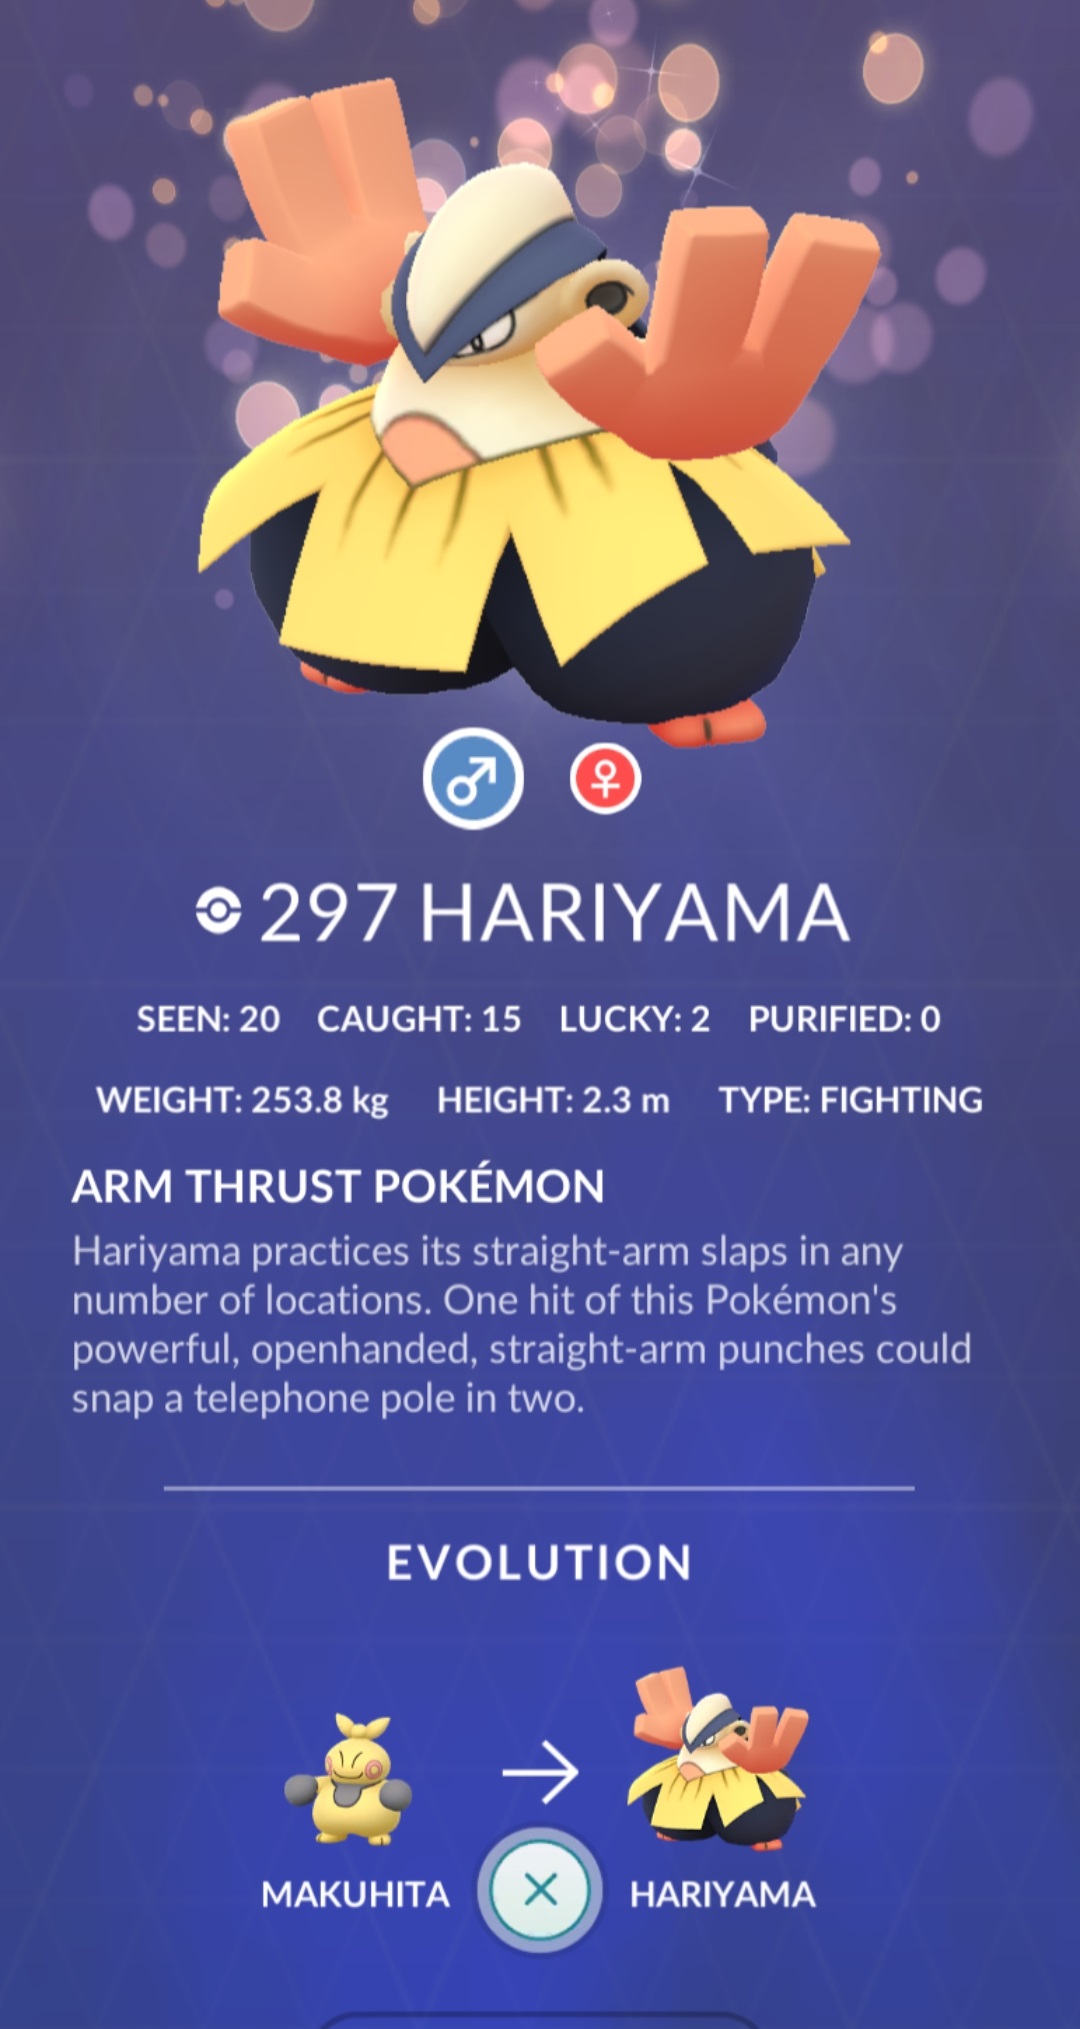 297 HARIYAMA
SEEN: 20 CAUGHT: 15 LUCKY: 2 PURIFIED: 0
WEIGHT: 253.8 kg HEIGHT: 2.3 m TYPE: FIGHTING
ARM THRUST POKÉMON
Hariyama practices its straight-arm slaps in any
number of locations. One hit of this Pokémon's
powerful, openhanded, straight-arm punches could
snap a telephone pole in two.
EVOLUTION
MAKUHITA HARIYAMA